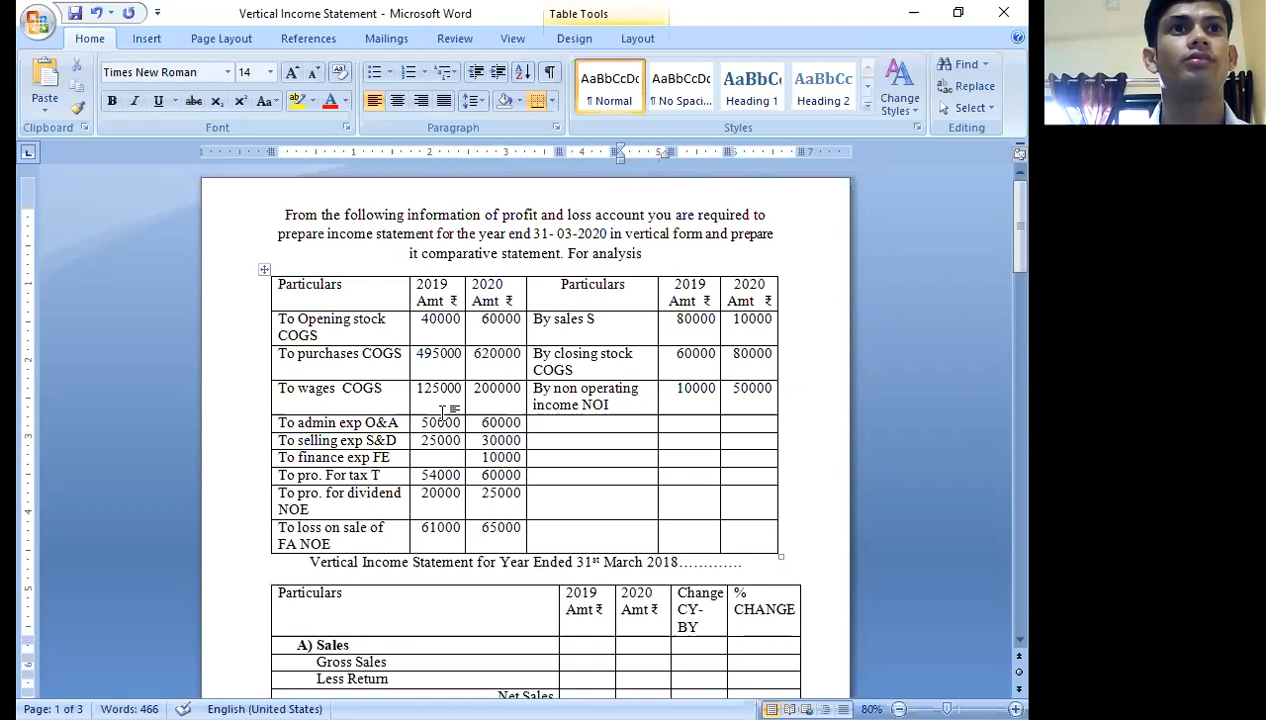 Vertical Income Statement - Microsoft Word
Table Tools
Home Insert Page Layout References Mailings Review View Design Layout
Times New Roman 14
AaBbCcDc AaBbCcDc AaBbC AaBbCc
Find
Replace
Select
Paste
¶ Normal ¶ No Spaci... Heading 1 Heading 2
Change Styles
Clipboard Font Paragraph Styles Editing
From the following information of profit and loss account you are required to
prepare income statement for the year end 31- 03-2020 in vertical form and prepare
it comparative statement. For analysis
Particulars 2019 2020 Particulars 2019 2020
Amt ₹ Amt ₹ Amt ₹ Amt ₹
To Opening stock 40000 60000 By sales S 80000 10000
COGS
To purchases COGS 495000 620000 By closing stock 60000 80000
COGS
To wages COGS 125000 200000 By non operating 10000 50000
income NOI
To admin exp O&A 50000 60000
To selling exp S&D 25000 30000
To finance exp FE 10000
To pro. For tax T 54000 60000
To pro. for dividend 20000 25000
NOE
To loss on sale of 61000 65000
FA NOE
Vertical Income Statement for Year Ended 31st March 2018………….
Particulars 2019 2020 Change %
Amt ₹ Amt ₹ CY- CHANGE
BY
A) Sales
Gross Sales
Less Return
Net Sales
Page: 1 of 3 Words: 466 English (United States) 80%